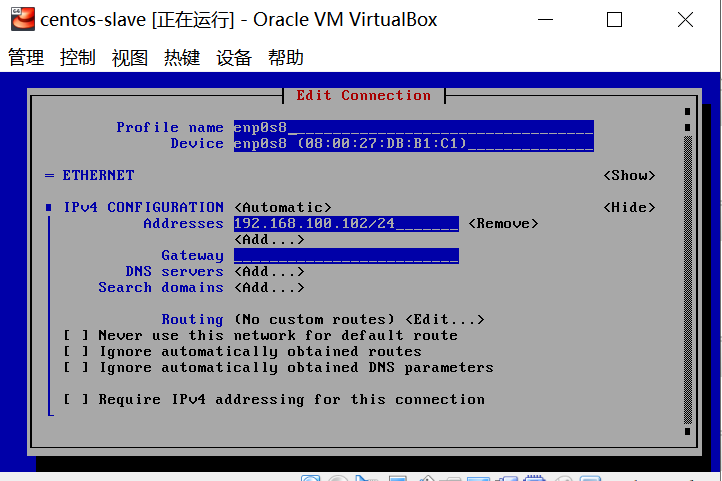 centos-slave [正在运行] - Oracle VM VirtualBox
管理 控制 视图 热键 设备 帮助
Edit Connection
Profile name enp0s8_________________________________
Device enp0s8 (08:00:27:DB:B1:C1)______________
= ETHERNET <Show>
IPv4 CONFIGURATION <Automatic> <Hide>
Addresses 192.168.100.102/24_______ <Remove>
<Add...>
Gateway _________________________
DNS servers <Add...>
Search domains <Add...>
Routing (No custom routes) <Edit...>
[ ] Never use this network for default route
[ ] Ignore automatically obtained routes
[ ] Ignore automatically obtained DNS parameters
[ ] Require IPv4 addressing for this connection